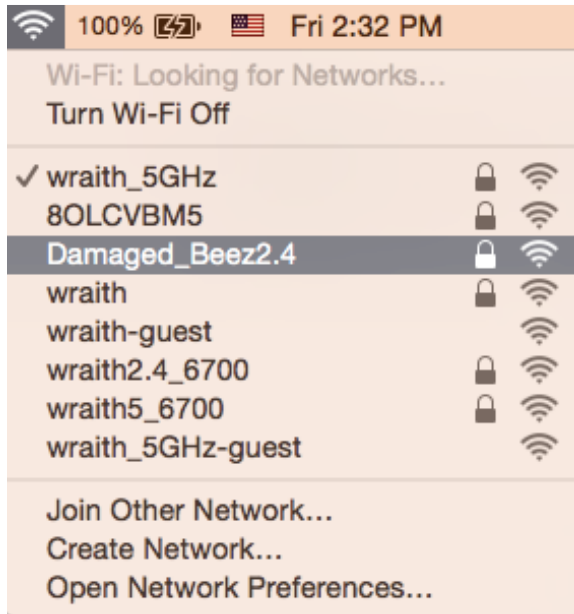 100% Fri 2:32 PM
Wi-Fi: Looking for Networks...
Turn Wi-Fi Off
wraith_5GHz
8OLCVBM5
Damaged_Beez2.4
wraith
wraith-guest
wraith2.4_6700
wraith5_6700
wraith_5GHz-guest
Join Other Network...
Create Network...
Open Network Preferences...